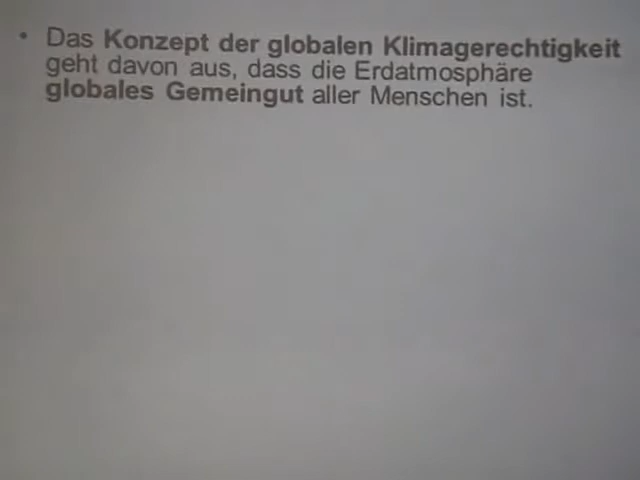 • Das Konzept der globalen Klimagerechtigkeit
geht davon aus, dass die Erdatmosphäre
globales Gemeingut aller Menschen ist.